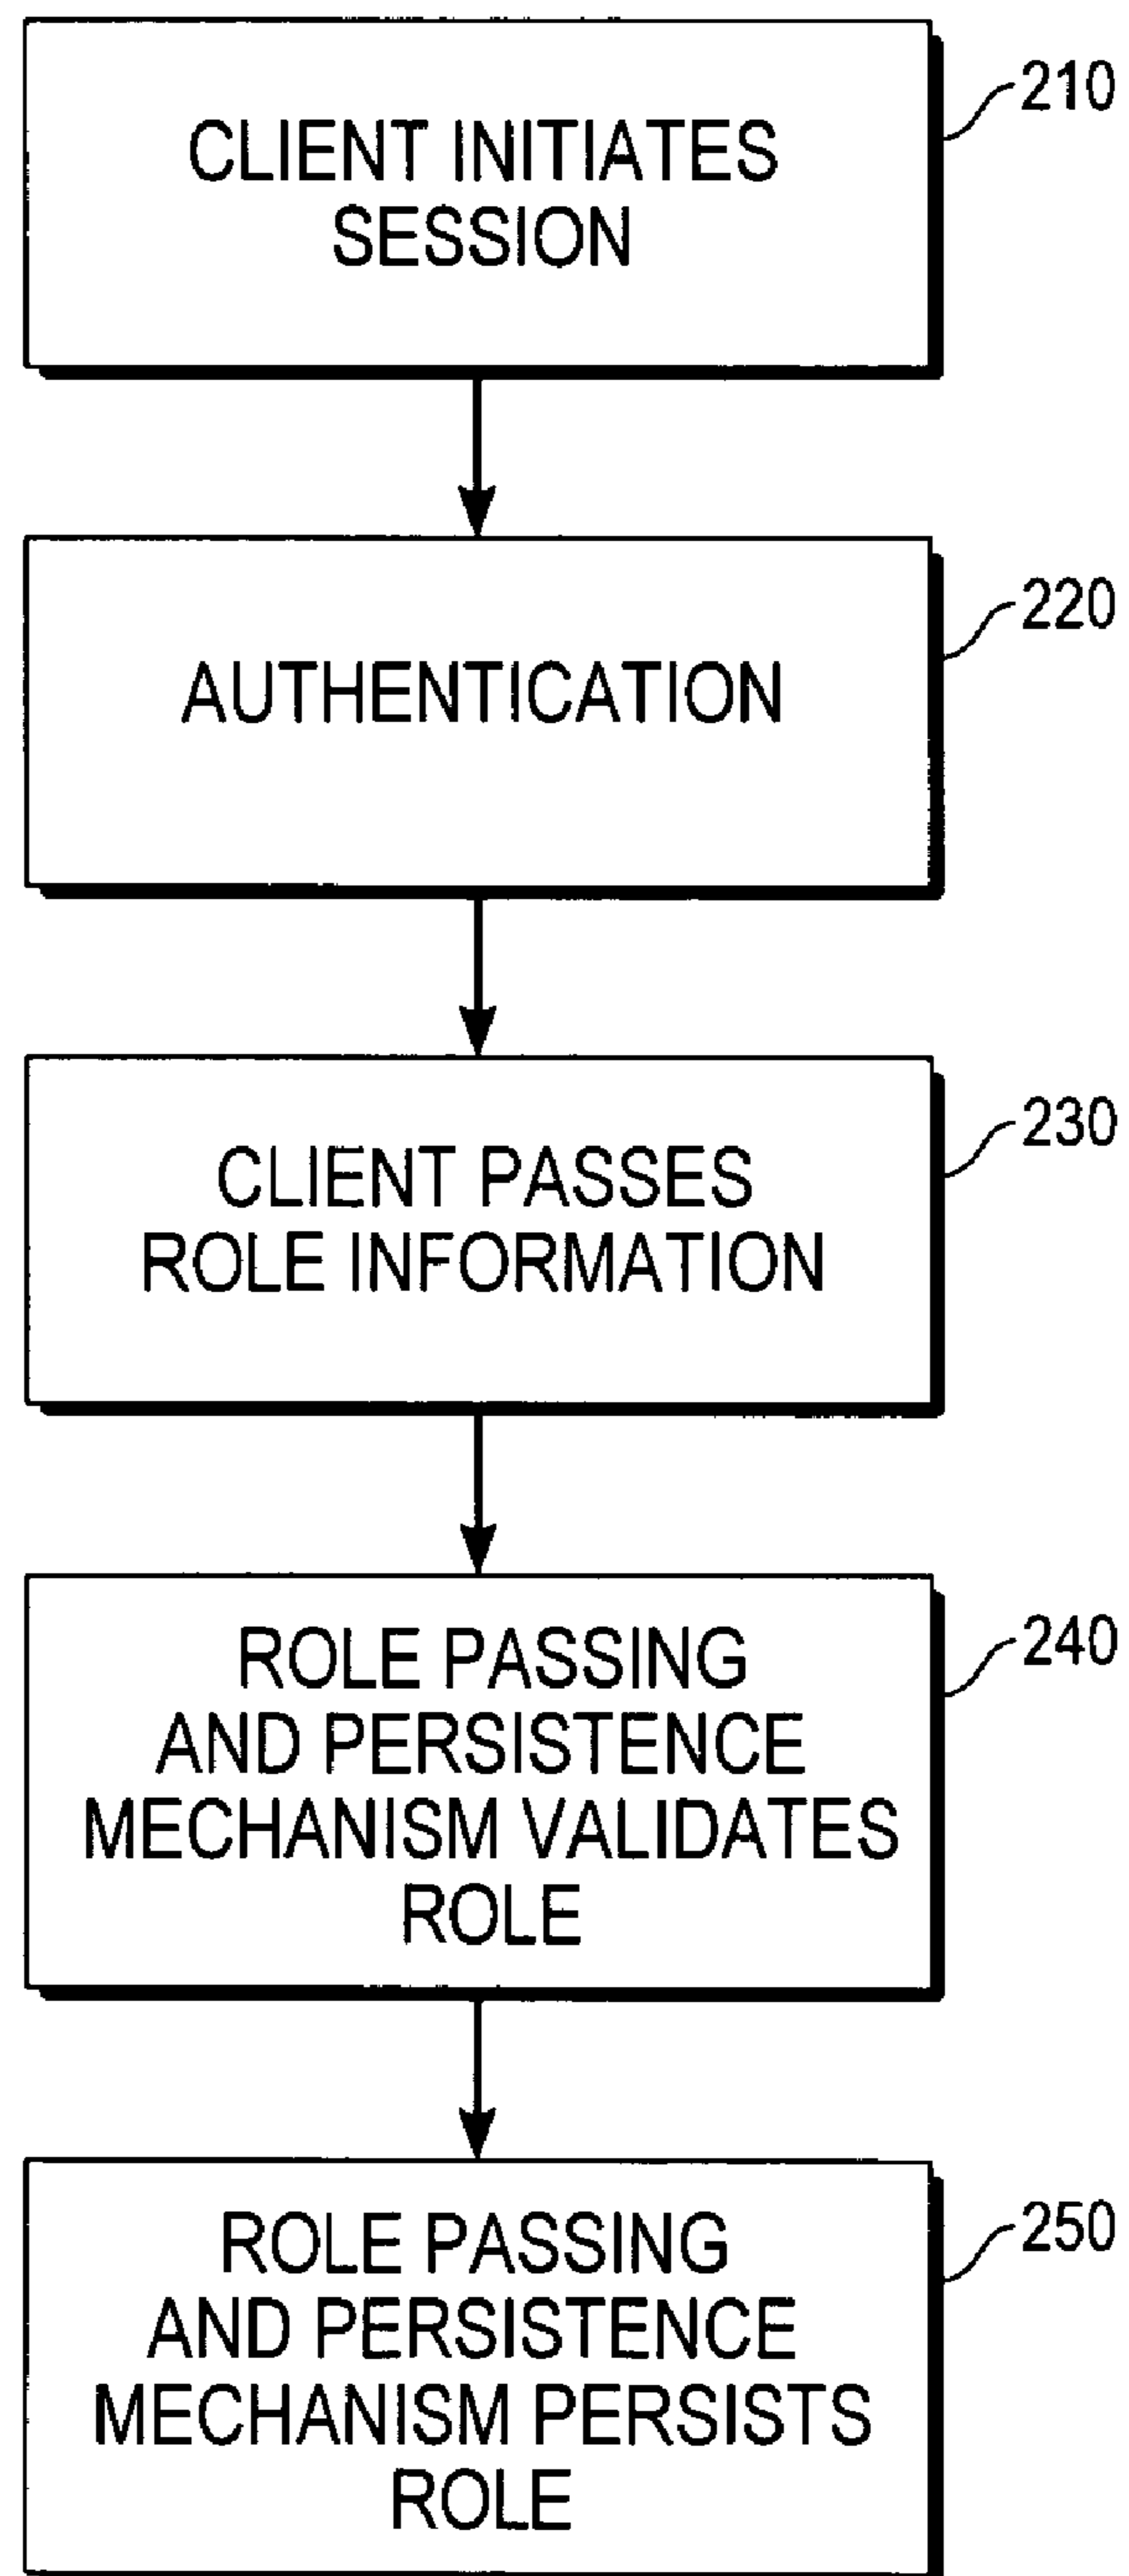 CLIENT INITIATES
SESSION
210
AUTHENTICATION
220
CLIENT PASSES
ROLE INFORMATION
230
ROLE PASSING
AND PERSISTENCE
MECHANISM VALIDATES
ROLE
240
ROLE PASSING
AND PERSISTENCE
MECHANISM PERSISTS
ROLE
250